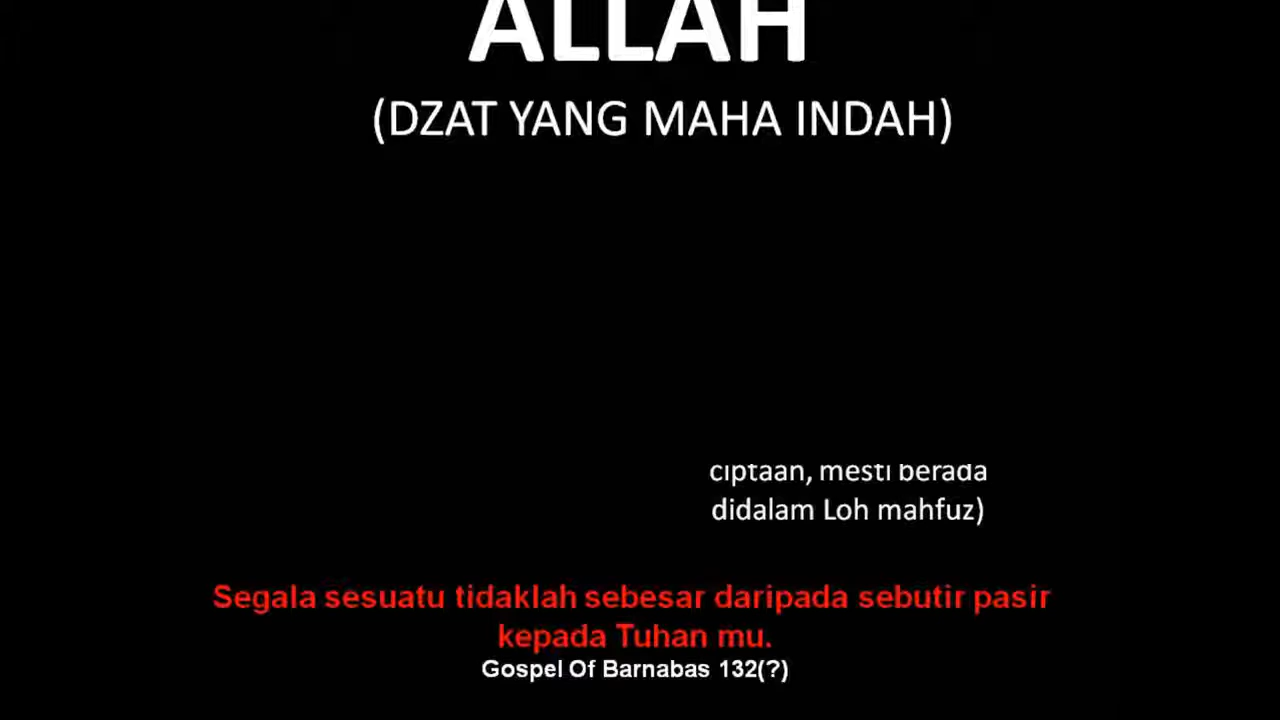 ALLAH
(DZAT YANG MAHA INDAH)
ciptaan, mesti berada
didalam Loh mahfuz)
Segala sesuatu tidaklah sebesar daripada sebutir pasir
kepada Tuhan mu.
Gospel Of Barnabas 132(?)